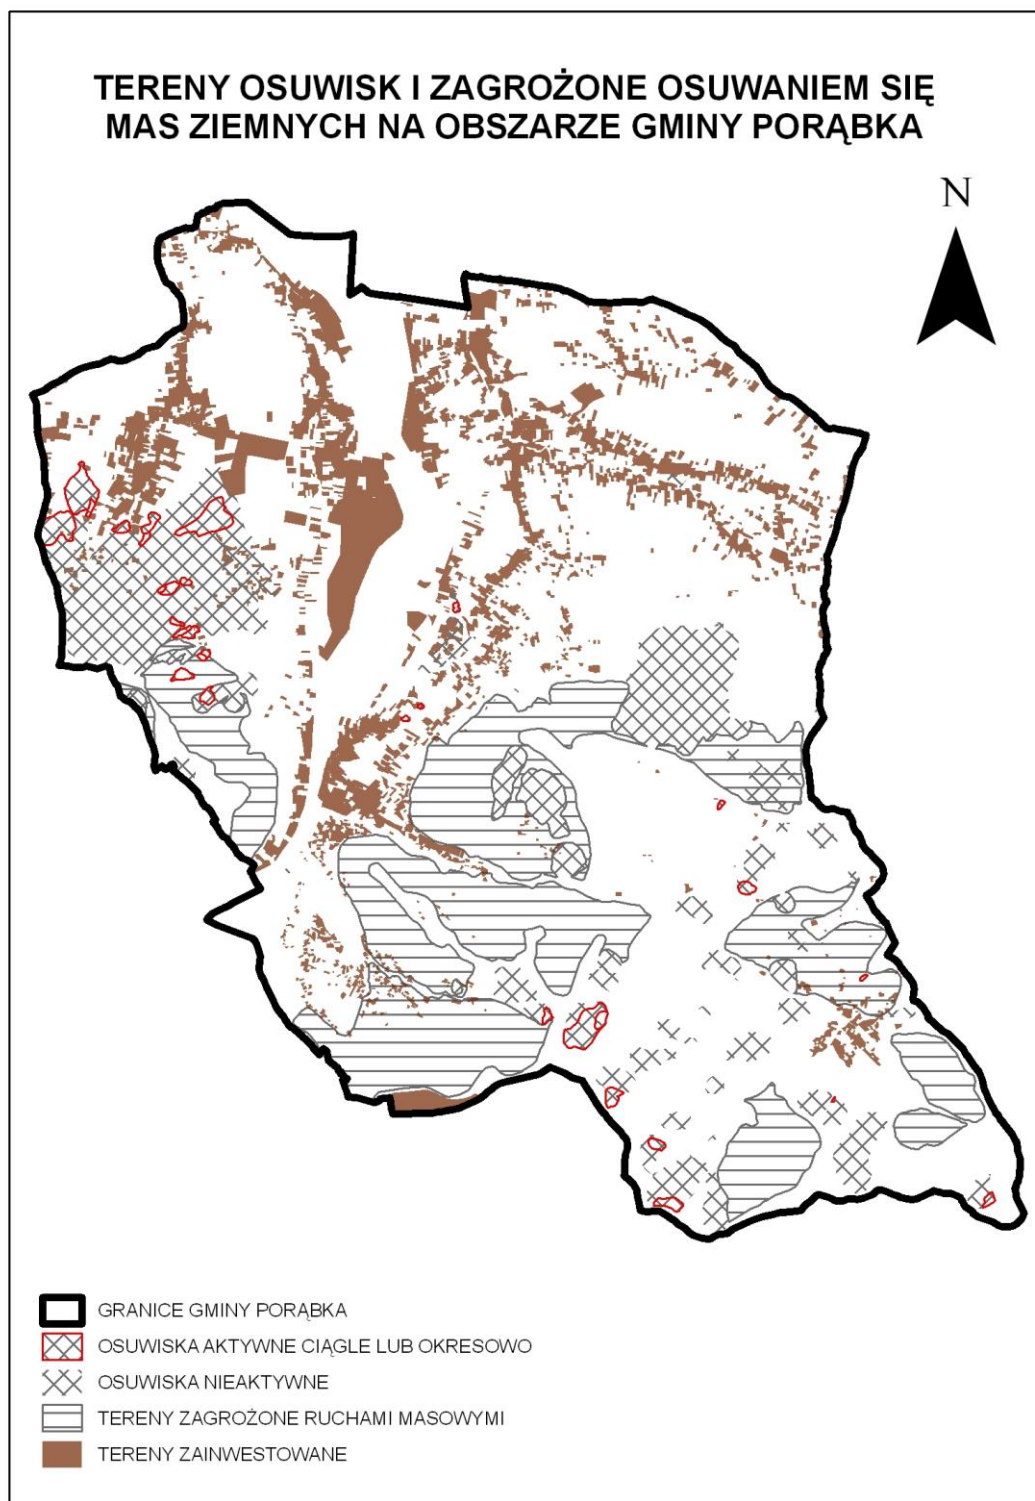 TERENY OSUWISK I ZAGROŻONE OSUWANIEM SIĘ
MAS ZIEMNYCH NA OBSZARZE GMINY PORĄBKA
N
GRANICE GMINY PORĄBKA
OSUWISKA AKTYWNE CIĄGLE LUB OKRESOWO
OSUWISKA NIEAKTYWNE
TERENY ZAGROŻONE RUCHAMI MASOWYMI
TERENY ZAINWESTOWANE